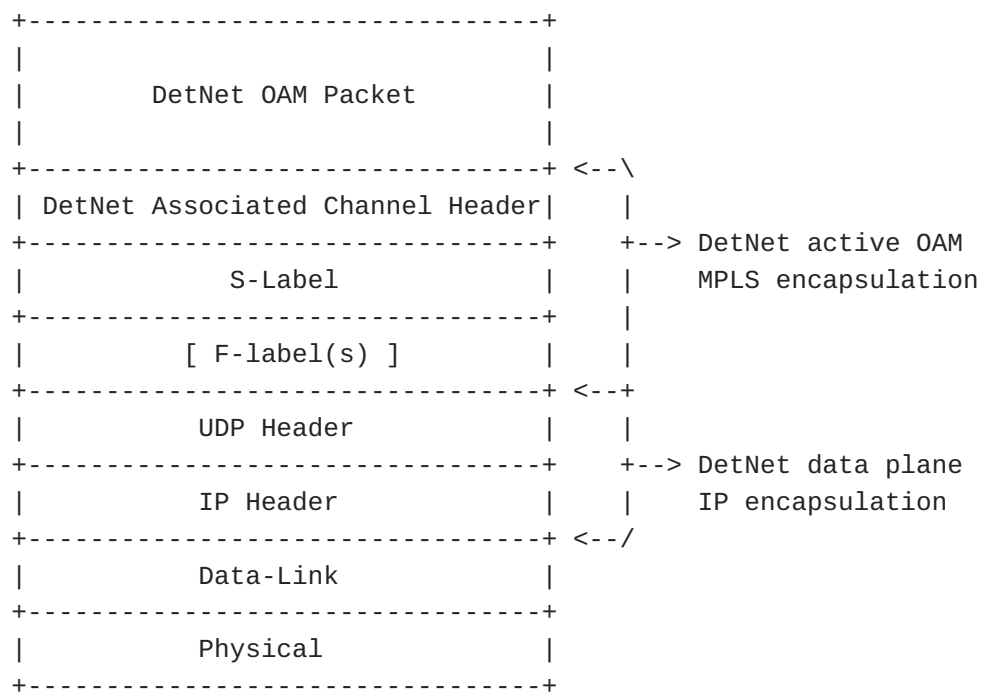 +---------------------------------+
|                                 |
|        DetNet OAM Packet        |
|                                 |
+---------------------------------+ <--\
| DetNet Associated Channel Header|    |
+---------------------------------+    +--> DetNet active OAM
|             S-Label             |    |    MPLS encapsulation
+---------------------------------+    |
|          [ F-label(s) ]         |    |
+---------------------------------+ <--+
|           UDP Header            |    |
+---------------------------------+    +--> DetNet data plane
|           IP Header             |    |    IP encapsulation
+---------------------------------+ <--/
|           Data-Link             |
+---------------------------------+
|           Physical              |
+---------------------------------+